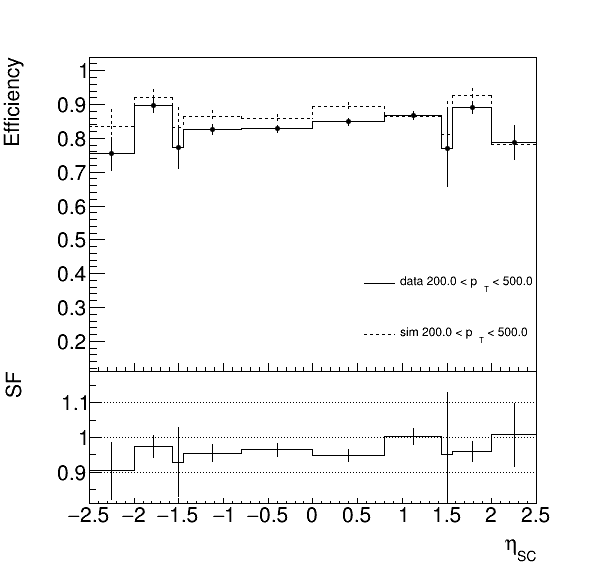 Efficiency
1
0.9
0.8
0.7
0.6
0.5
0.4
0.3
0.2
data 200.0 < p_T < 500.0
sim 200.0 < p_T < 500.0
SF
1.1
1
0.9
−2.5 −2 −1.5 −1 −0.5 0 0.5 1 1.5 2 2.5
η_SC